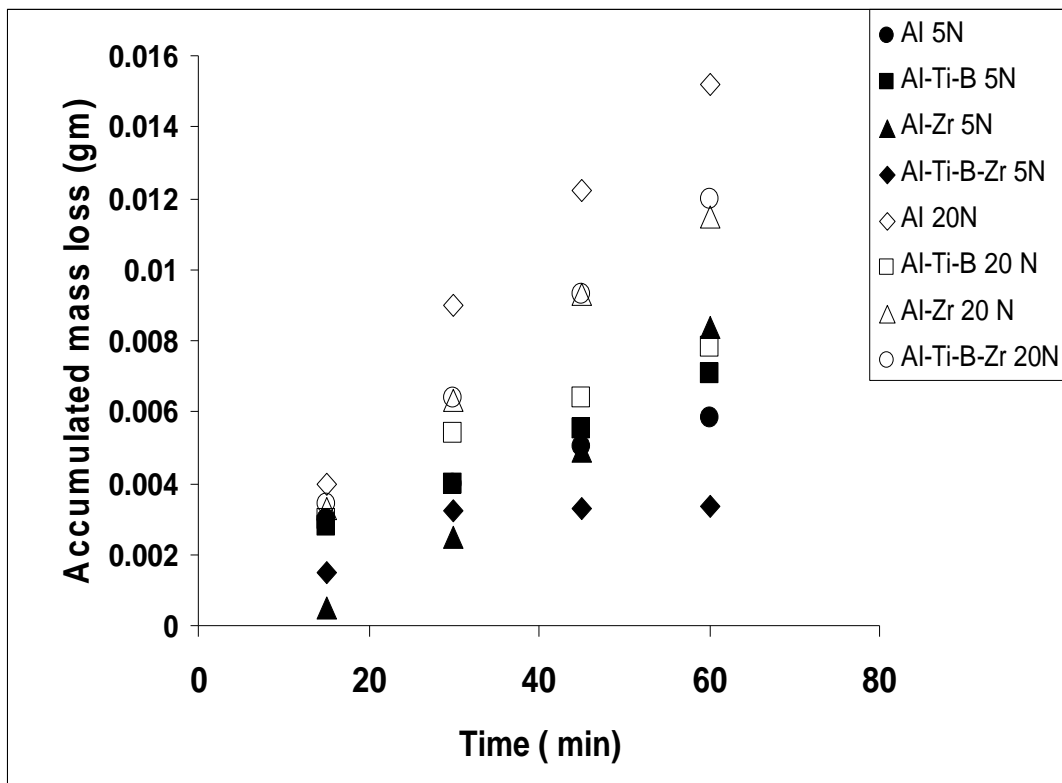 0.016
0.014
0.012
0.01
0.008
0.006
0.004
0.002
0
Accumulated mass loss (gm)
0 20 40 60 80
Time ( min)
Al 5N
Al-Ti-B 5N
Al-Zr 5N
Al-Ti-B-Zr 5N
Al 20N
Al-Ti-B 20 N
Al-Zr 20 N
Al-Ti-B-Zr 20N